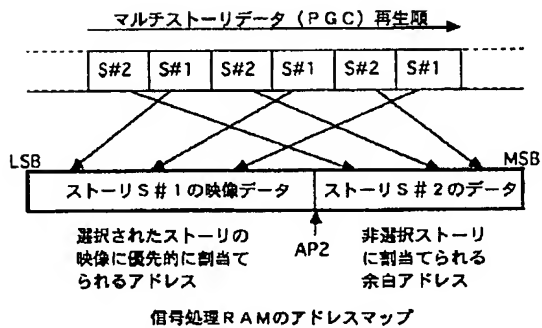 マルチストーリデータ（PGC）再生順
S#2 S#1 S#2 S#1 S#2 S#1
LSB
MSB
ストーリS#1の映像データ
ストーリS#2のデータ
選択されたストーリの
映像に優先的に割当て
られるアドレス
AP2
非選択ストーリ
に割当てられる
余白アドレス
信号処理RAMのアドレスマップ